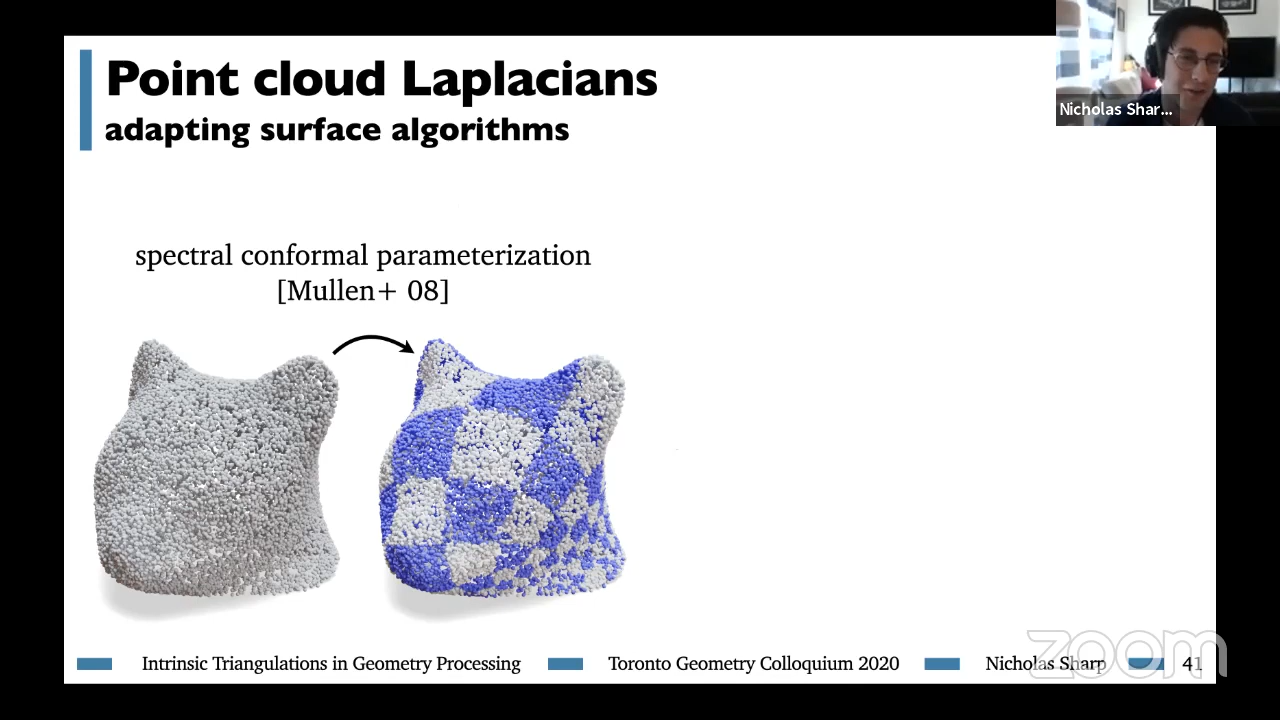 Point cloud Laplacians
adapting surface algorithms
Nicholas Shar...
spectral conformal parameterization
[Mullen+ 08]
Intrinsic Triangulations in Geometry Processing
Toronto Geometry Colloquium 2020
Nicholas Sharp
41
zoom